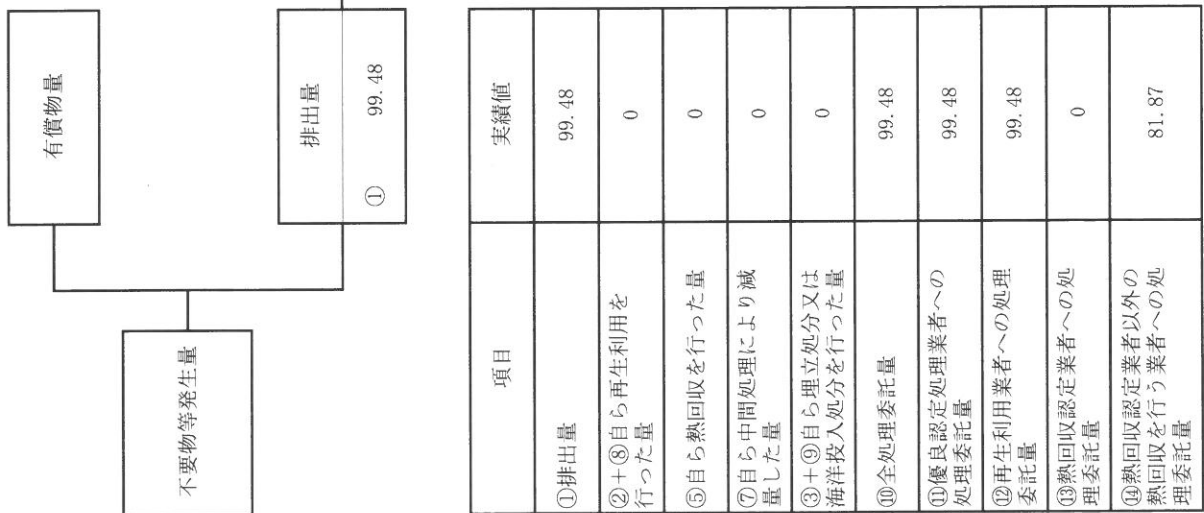 不要物等発生量
有償物量
排出量
① 99.48
項目 実績値
①排出量 99.48
②+⑧自ら再生利用を
行った量 0
⑤自ら熱回収を行った量 0
⑦自ら中間処理により減
量した量 0
③+⑨自ら埋立処分又は
海洋投入処分を行った量 0
⑩全処理委託量 99.48
⑪優良認定処理業者への
処理委託量 99.48
⑫再生利用業者への処理
委託量 99.48
⑬熱回収認定業者への処
理委託量 0
⑭熱回収認定業者以外の
熱回収を行う業者への処
理委託量 81.87